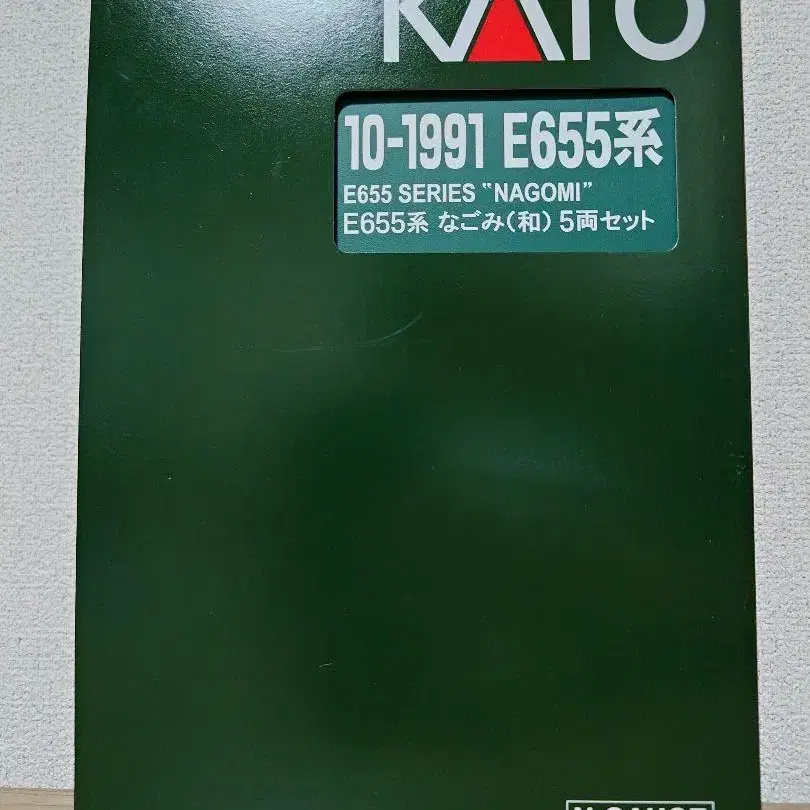 KATO
10-1991 E655系
E655 SERIES "NAGOMI"
E655系 なごみ(和) 5両セット
N GAUGE